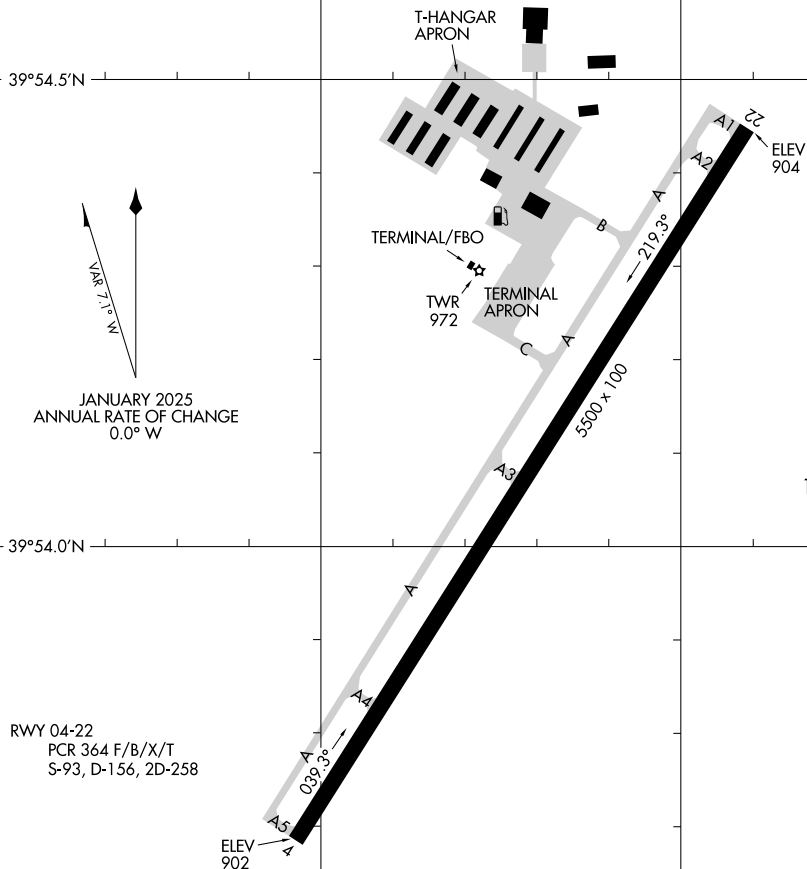 T-HANGAR
APRON
39°54.5'N
A1
22
A2
ELEV
904
A
B
219.3°
TERMINAL/FBO
VAR 7.1° W
TWR
972
TERMINAL
APRON
C
A
5500 x 100
JANUARY 2025
ANNUAL RATE OF CHANGE
0.0° W
A3
39°54.0'N
A
A4
RWY 04-22
PCR 364 F/B/X/T
S-93, D-156, 2D-258
A
039.3°
A5
4
ELEV
902